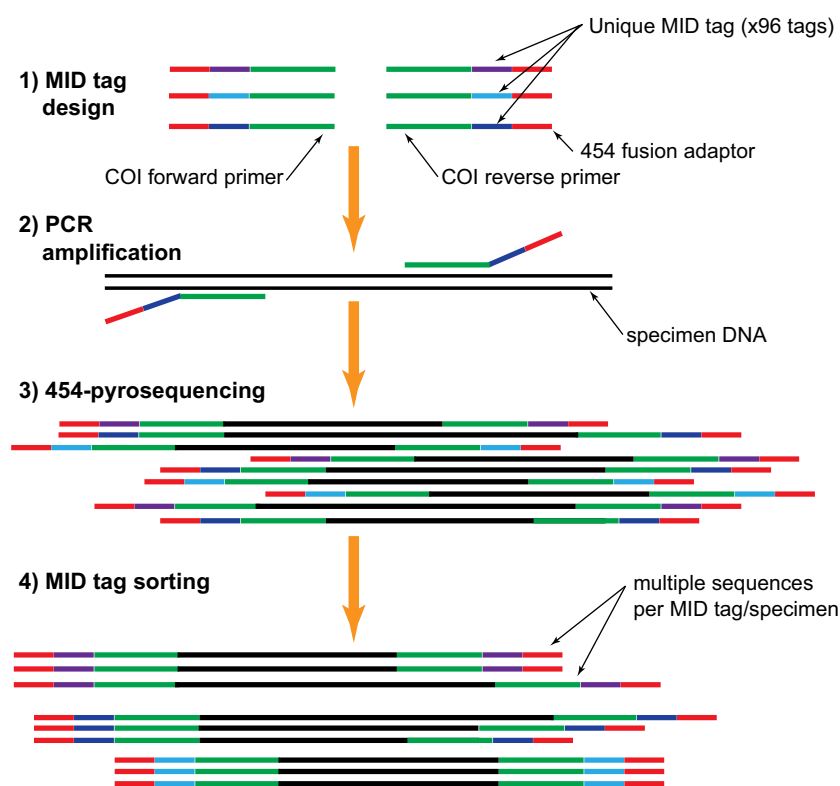 Unique MID tag (x96 tags)
1) MID tag
design
454 fusion adaptor
COI forward primer
COI reverse primer
2) PCR
amplification
specimen DNA
3) 454-pyrosequencing
4) MID tag sorting
multiple sequences
per MID tag/specimen